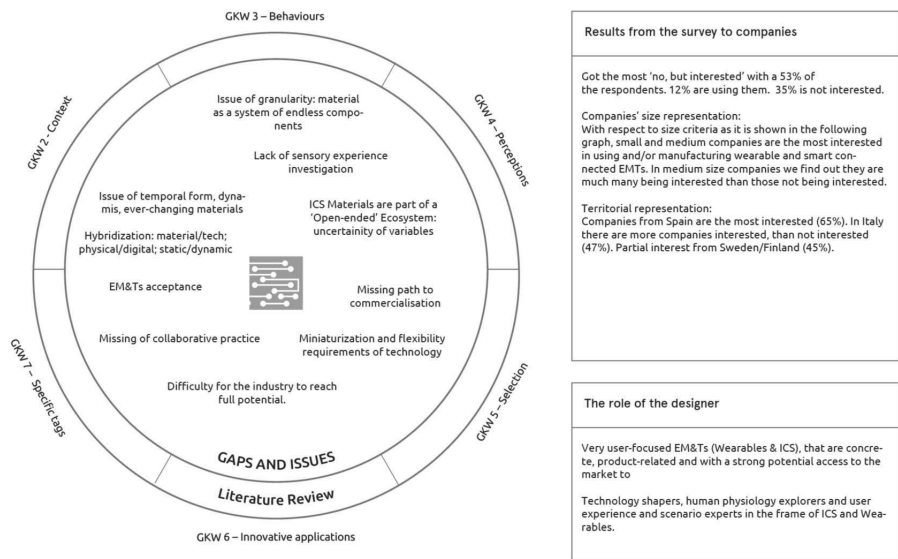 GKW 3 – Behaviours
GKW 2 - Context
GKW 4 – Perceptions
Issue of granularity: material
as a system of endless compo-
nents
Lack of sensory experience
investigation
Issue of temporal form, dyna-
mis, ever-changing materials
ICS Materials are part of a
'Open-ended' Ecosystem:
uncertainity of variables
Hybridization: material/tech;
physical/digital; static/dynamic
EM&Ts acceptance
Missing path to
commercialisation
Missing of collaborative practice
Miniaturization and flexibility
requirements of technology
Difficulty for the industry to reach
full potential.
GKW 7 – Specific tags
GKW 5 – Selection
GAPS AND ISSUES
Literature Review
GKW 6 – Innovative applications
Results from the survey to companies
Got the most 'no, but interested' with a 53% of
the respondents. 12% are using them. 35% is not interested.
Companies' size representation:
With respect to size criteria as it is shown in the following
graph, small and medium companies are the most interested
in using and/or manufacturing wearable and smart con-
nected EMTs. In medium size companies we find out they are
much many being interested than those not being interested.
Territorial representation:
Companies from Spain are the most interested (65%). In Italy
there are more companies interested, than not interested
(47%). Partial interest from Sweden/Finland (45%).
The role of the designer
Very user-focused EM&Ts (Wearables & ICS), that are concre-
te, product-related and with a strong potential access to the
market to
Technology shapers, human physiology explorers and user
experience and scenario experts in the frame of ICS and Wea-
rables.